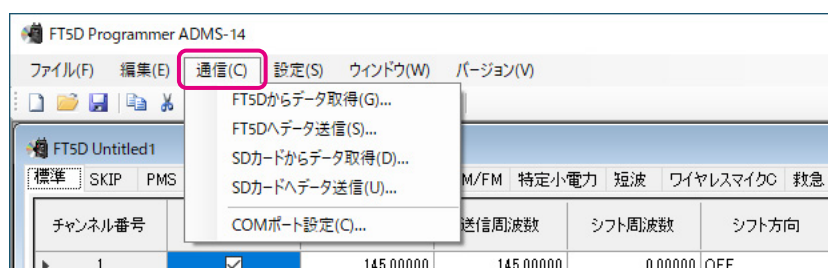 FT5D Programmer ADMS-14
ファイル(F) 編集(E) 通信(C) 設定(S) ウィンドウ(W) バージョン(V)
FT5Dからデータ取得(G)...
FT5Dへデータ送信(S)...
SDカードからデータ取得(D)...
SDカードへデータ送信(U)...
COMポート設定(C)...
FT5D Untitled1
標準 SKIP PMS M/FM 特定小電力 短波 ワイヤレスマイクC 救急
チャンネル番号 送信周波数 シフト周波数 シフト方向
1 145.00000 145.00000 0.00000 OFF